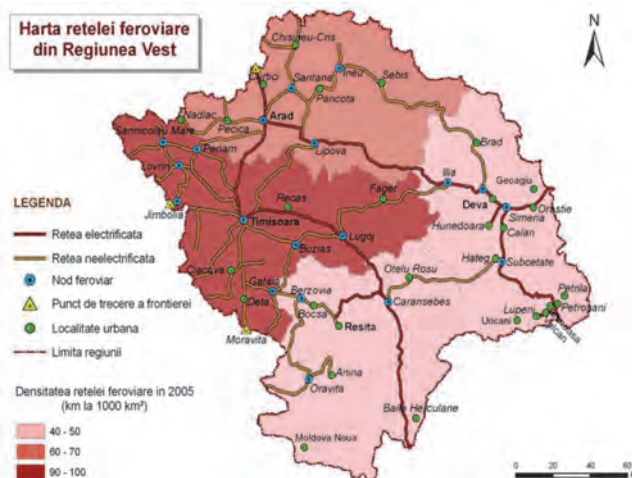 Harta retelei feroviare
din Regiunea Vest
N
Chisineu-Cris
Curtici
Santana
Ineu
Sebis
Pancota
Nadlac
Pecica
Arad
Sannicolau Mare
Periam
Lipova
Brad
Lovrin
Ilia
Geoagiu
LEGENDA
Recas
Faget
Deva
Orastie
Jimbolia
Simeria
Retea electrificata
Timisoara
Hunedoara
Calan
Retea neelectrificata
Lugoj
Buzias
Nod feroviar
Ciacova
Otelu Rosu
Hateg
Subcetate
Punct de trecere a frontierei
Gataia
Berzovia
Deta
Caransebes
Petrila
Localitate urbana
Bocsa
Lupeni
Petrosani
Moravita
Resita
Uricani
Vulcan
Limita regiunii
Anina
Densitatea retelei feroviare in 2005
(km la 1000 km²)
Oravita
Baile Herculane
40 - 50
Moldova Noua
60 - 70
90 - 100
0 20 40 60